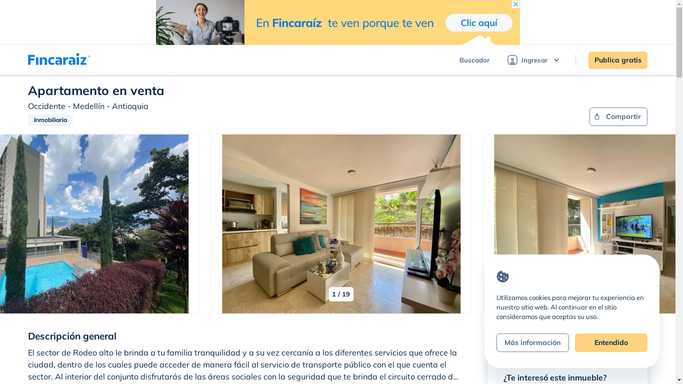 En Fincaraíz te ven porque te ven
Clic aquí
Fincaraiz
Buscador
Ingresar
Publica gratis
Apartamento en venta
Occidente - Medellín - Antioquia
Inmobiliaria
Compartir
1 / 19
Utilizamos cookies para mejorar tu experiencia en
nuestro sitio web. Al continuar en el sitio
consideramos que aceptas su uso.
Más información
Entendido
Descripción general
El sector de Rodeo alto le brinda a tu familia tranquilidad y a su vez cercanía a los diferentes servicios que ofrece la
ciudad, dentro de los cuales puede acceder de manera fácil al servicio de transporte público con el que cuenta el
sector. Al interior del conjunto disfrutarás de las áreas sociales con la seguridad que te brinda el circuito cerrado d...
¿Te interesó este inmueble?